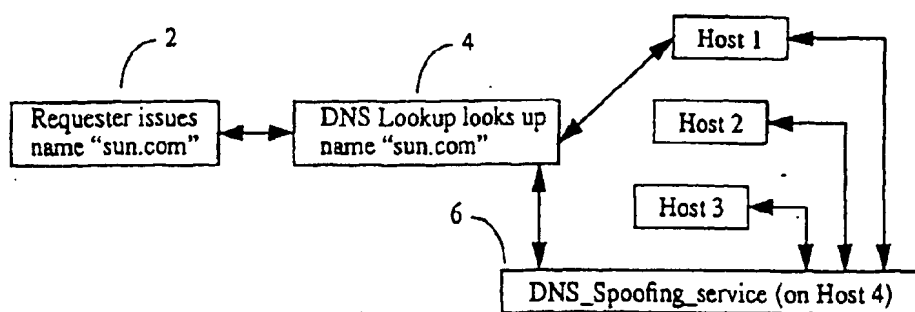 2
4
Host 1
Requester issues
name "sun.com"
DNS Lookup looks up
name "sun.com"
Host 2
Host 3
6
DNS_Spoofing_service (on Host 4)